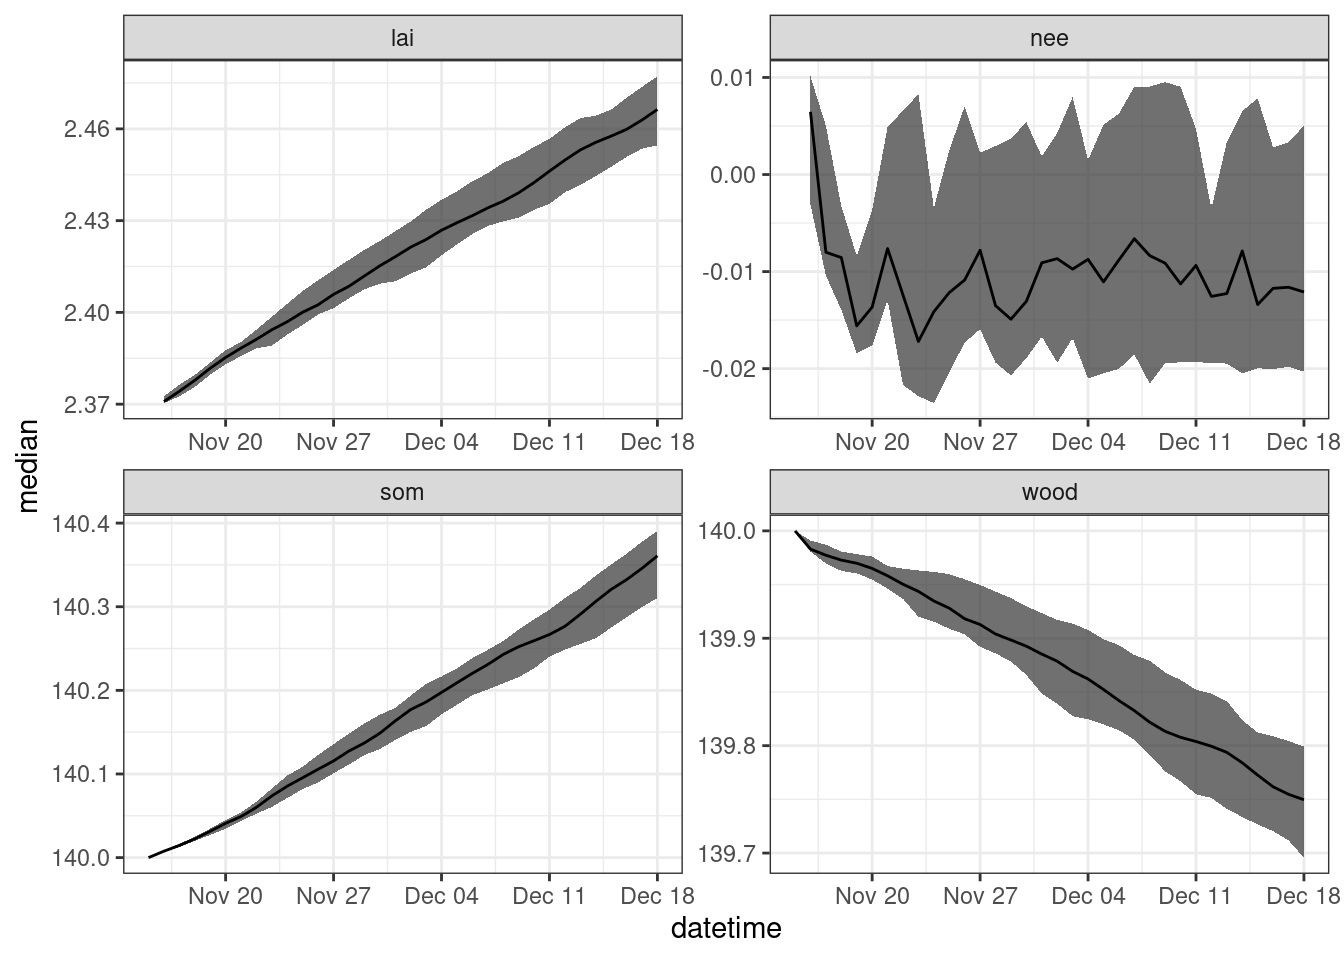 lai
nee
2.46
2.43
2.40
2.37
0.01
0.00
-0.01
-0.02
Nov 20 Nov 27 Dec 04 Dec 11 Dec 18
Nov 20 Nov 27 Dec 04 Dec 11 Dec 18
median
som
wood
140.4
140.3
140.2
140.1
140.0
140.0
139.9
139.8
139.7
Nov 20 Nov 27 Dec 04 Dec 11 Dec 18
Nov 20 Nov 27 Dec 04 Dec 11 Dec 18
datetime